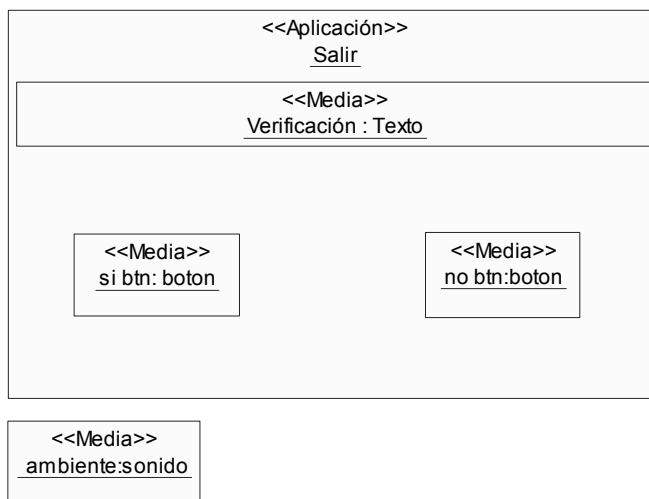 <<Aplicación>>
Salir
<<Media>>
Verificación : Texto
<<Media>>
si btn: boton
<<Media>>
no btn:boton
<<Media>>
ambiente:sonido